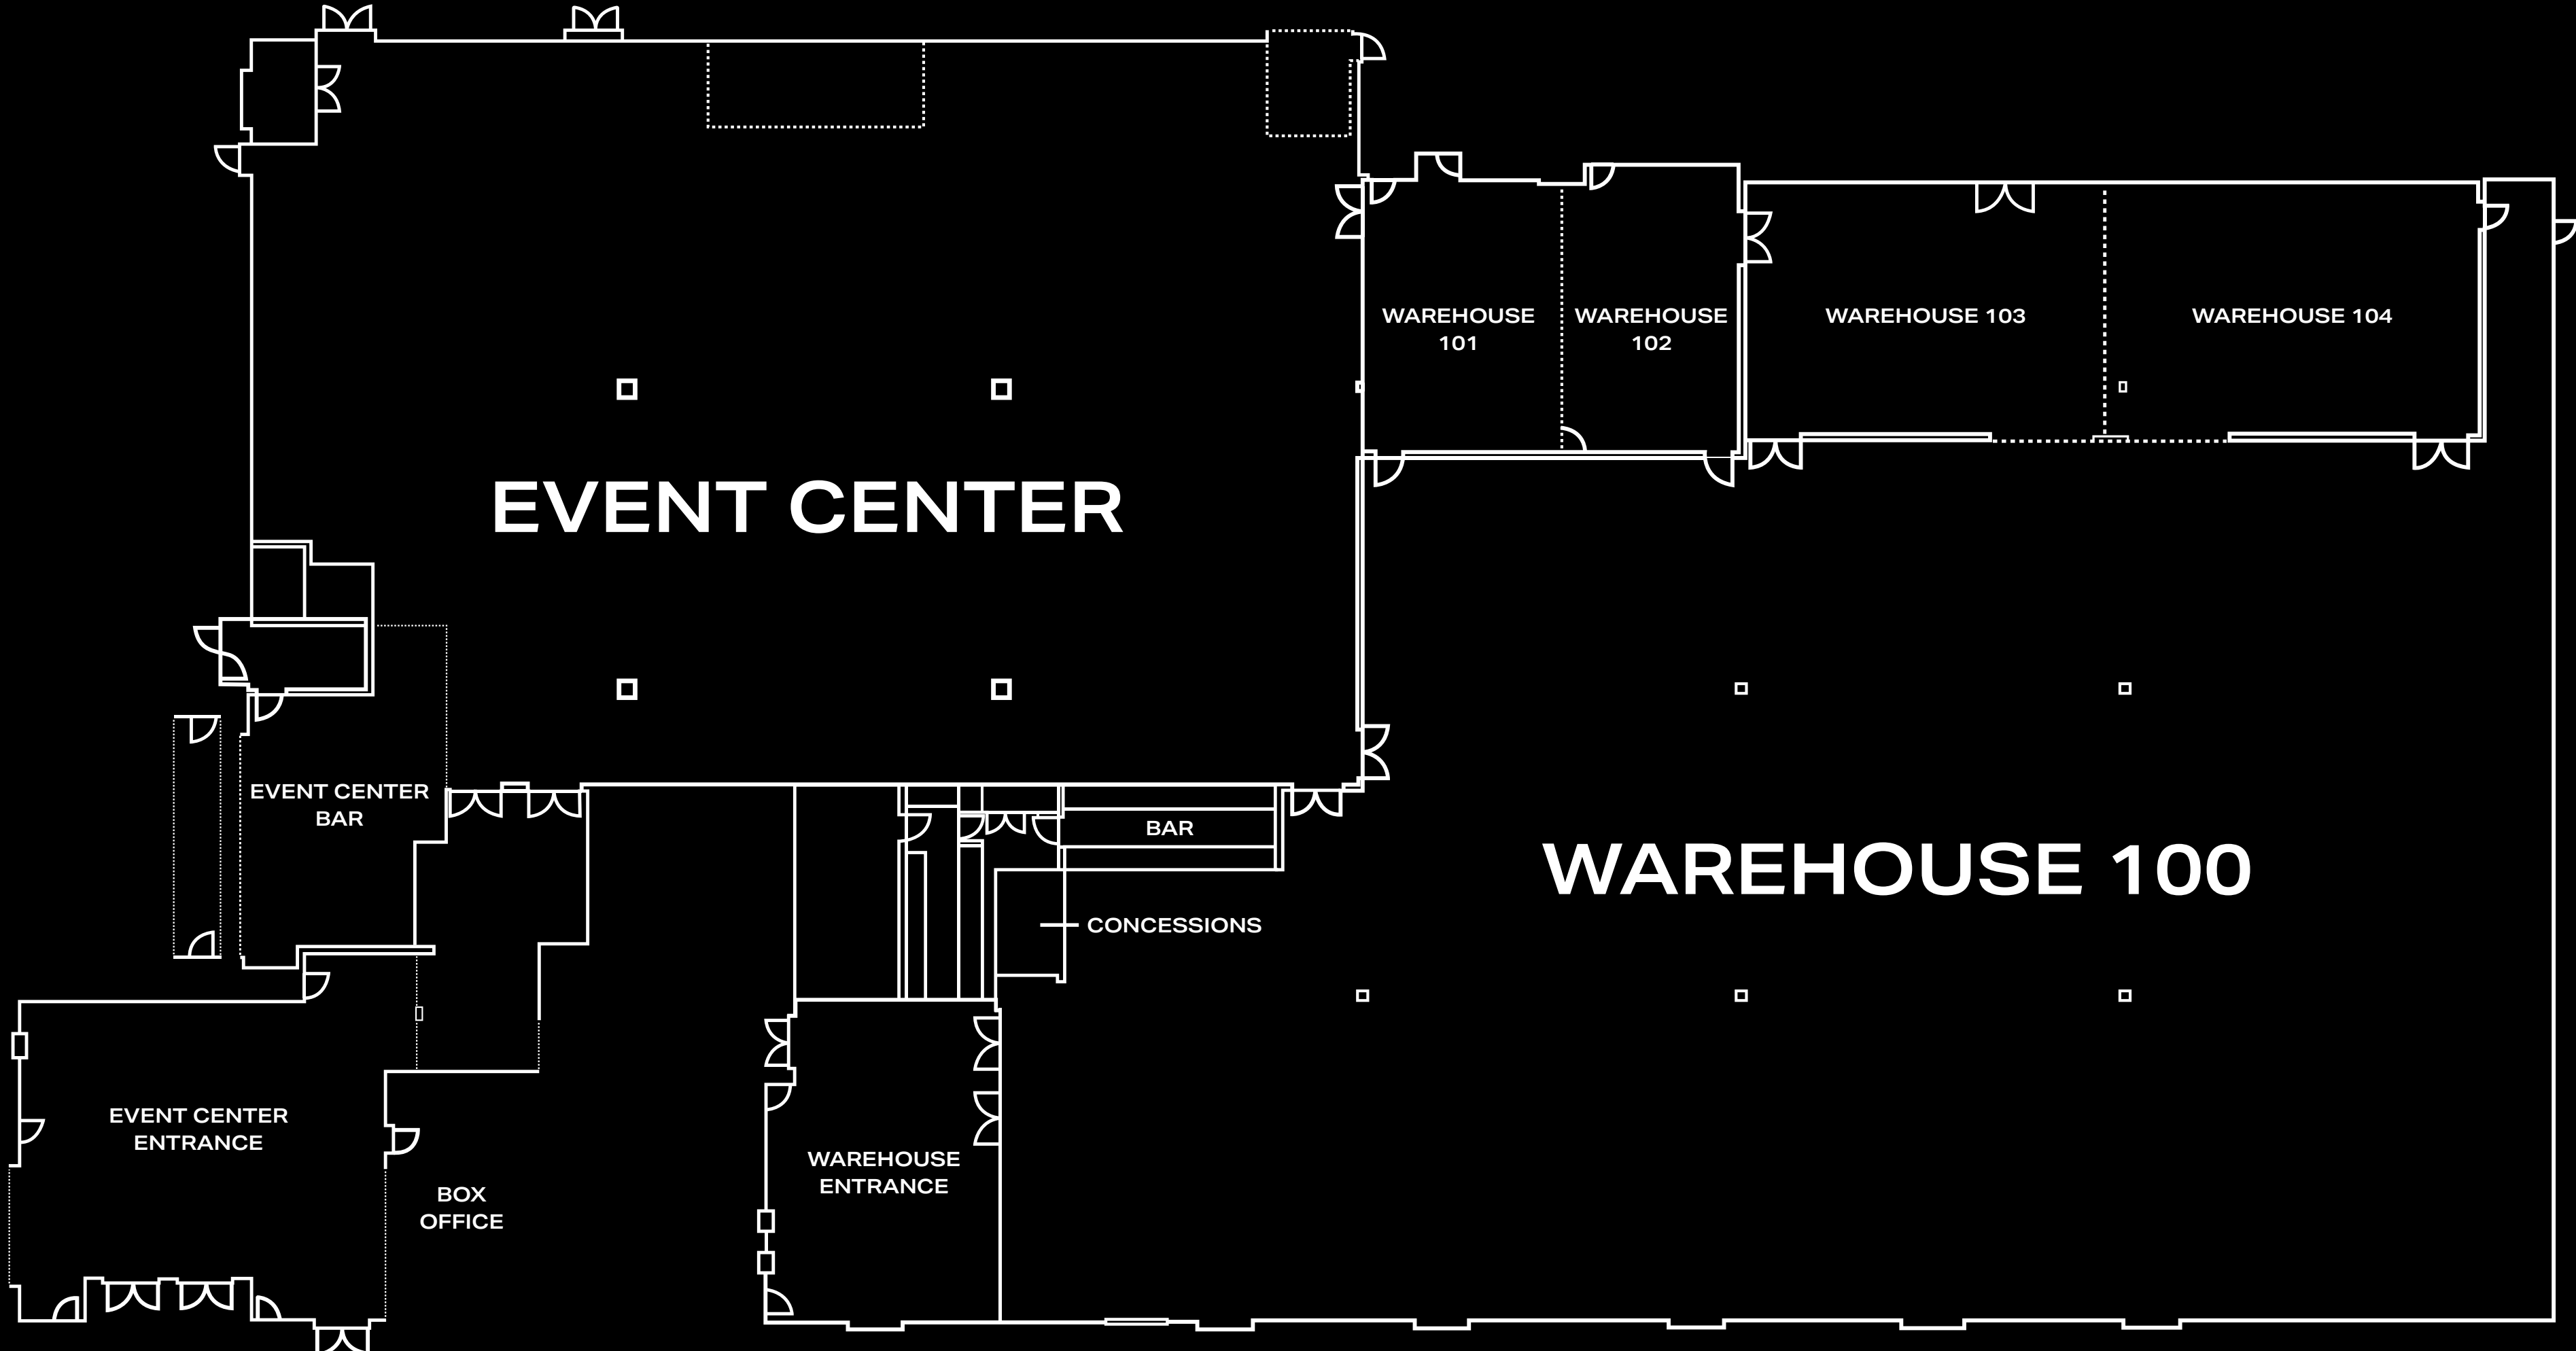 WAREHOUSE
101
WAREHOUSE
102
WAREHOUSE 103
WAREHOUSE 104
EVENT CENTER
EVENT CENTER
BAR
BAR
WAREHOUSE 100
CONCESSIONS
EVENT CENTER
ENTRANCE
WAREHOUSE
ENTRANCE
BOX
OFFICE